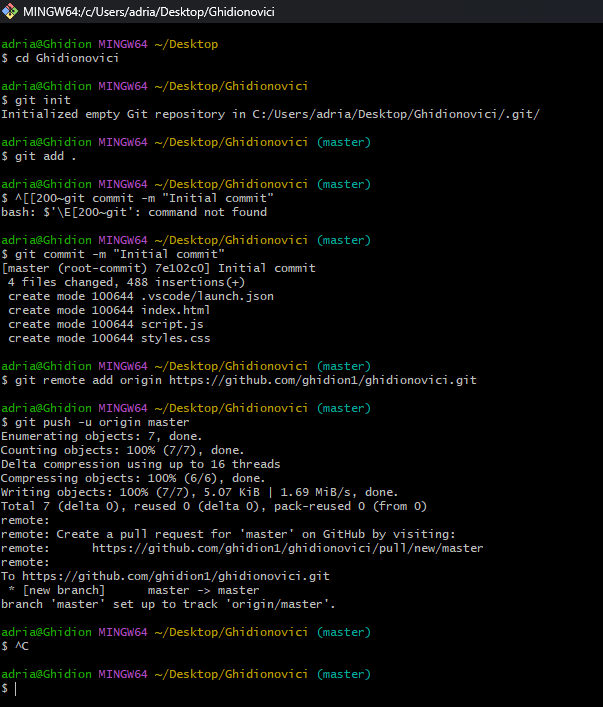 MINGW64:/c/Users/adria/Desktop/Ghidionovici
adria@Ghidion MINGW64 ~/Desktop
$ cd Ghidionovici
adria@Ghidion MINGW64 ~/Desktop/Ghidionovici
$ git init
Initialized empty Git repository in C:/Users/adria/Desktop/Ghidionovici/.git/
adria@Ghidion MINGW64 ~/Desktop/Ghidionovici (master)
$ git add .
adria@Ghidion MINGW64 ~/Desktop/Ghidionovici (master)
$ ^[[200~git commit -m "Initial commit"
bash: $'\E[200~git': command not found
adria@Ghidion MINGW64 ~/Desktop/Ghidionovici (master)
$ git commit -m "Initial commit"
[master (root-commit) 7e102c0] Initial commit
 4 files changed, 488 insertions(+)
 create mode 100644 .vscode/launch.json
 create mode 100644 index.html
 create mode 100644 script.js
 create mode 100644 styles.css
adria@Ghidion MINGW64 ~/Desktop/Ghidionovici (master)
$ git remote add origin https://github.com/ghidion1/ghidionovici.git
adria@Ghidion MINGW64 ~/Desktop/Ghidionovici (master)
$ git push -u origin master
Enumerating objects: 7, done.
Counting objects: 100% (7/7), done.
Delta compression using up to 16 threads
Compressing objects: 100% (6/6), done.
Writing objects: 100% (7/7), 5.07 KiB | 1.69 MiB/s, done.
Total 7 (delta 0), reused 0 (delta 0), pack-reused 0 (from 0)
remote:
remote: Create a pull request for 'master' on GitHub by visiting:
remote:      https://github.com/ghidion1/ghidionovici/pull/new/master
remote:
To https://github.com/ghidion1/ghidionovici.git
 * [new branch]      master -> master
branch 'master' set up to track 'origin/master'.
adria@Ghidion MINGW64 ~/Desktop/Ghidionovici (master)
$ ^C
adria@Ghidion MINGW64 ~/Desktop/Ghidionovici (master)
$